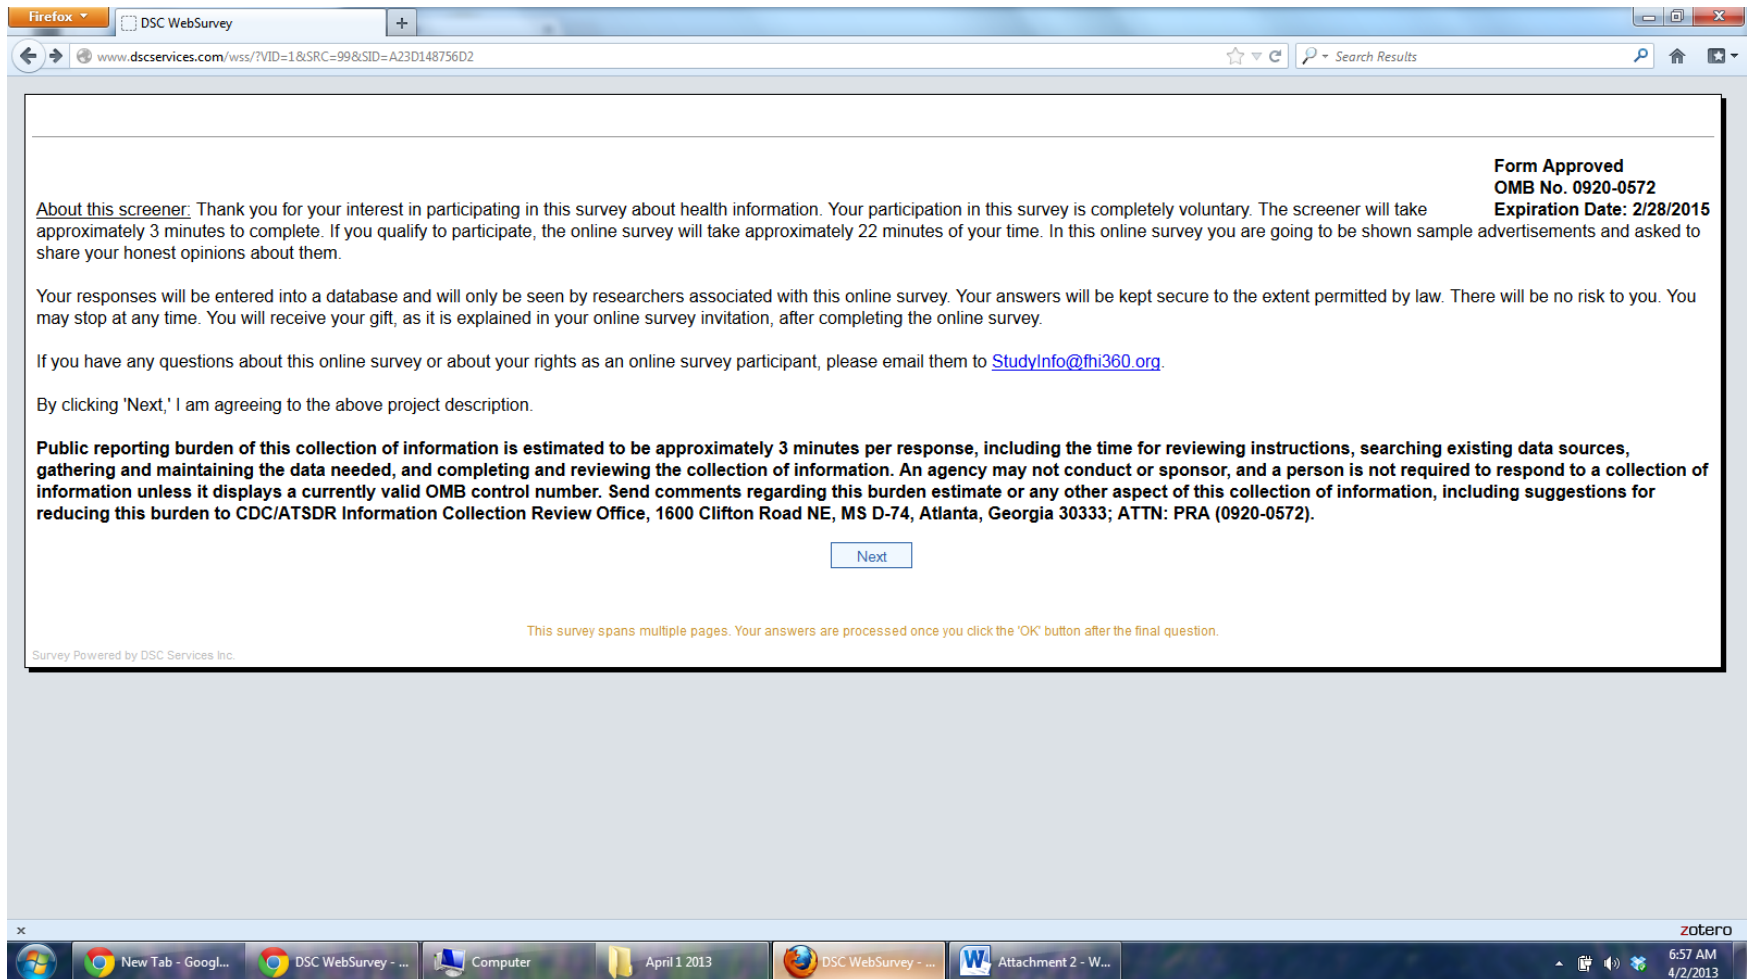 Firefox
DSC WebSurvey
www.dscservices.com/wss/?VID=1&SRC=99&SID=A23D148756D2
Search Results
Form Approved
OMB No. 0920-0572
Expiration Date: 2/28/2015
About this screener: Thank you for your interest in participating in this survey about health information. Your participation in this survey is completely voluntary. The screener will take
approximately 3 minutes to complete. If you qualify to participate, the online survey will take approximately 22 minutes of your time. In this online survey you are going to be shown sample advertisements and asked to
share your honest opinions about them.
Your responses will be entered into a database and will only be seen by researchers associated with this online survey. Your answers will be kept secure to the extent permitted by law. There will be no risk to you. You
may stop at any time. You will receive your gift, as it is explained in your online survey invitation, after completing the online survey.
If you have any questions about this online survey or about your rights as an online survey participant, please email them to StudyInfo@fhi360.org.
By clicking 'Next,' I am agreeing to the above project description.
Public reporting burden of this collection of information is estimated to be approximately 3 minutes per response, including the time for reviewing instructions, searching existing data sources,
gathering and maintaining the data needed, and completing and reviewing the collection of information. An agency may not conduct or sponsor, and a person is not required to respond to a collection of
information unless it displays a currently valid OMB control number. Send comments regarding this burden estimate or any other aspect of this collection of information, including suggestions for
reducing this burden to CDC/ATSDR Information Collection Review Office, 1600 Clifton Road NE, MS D-74, Atlanta, Georgia 30333; ATTN: PRA (0920-0572).
Next
This survey spans multiple pages. Your answers are processed once you click the 'OK' button after the final question.
Survey Powered by DSC Services Inc.
zotero
New Tab - Googl...
DSC WebSurvey - ...
Computer
April 1 2013
DSC WebSurvey - ...
Attachment 2 - W...
6:57 AM
4/2/2013